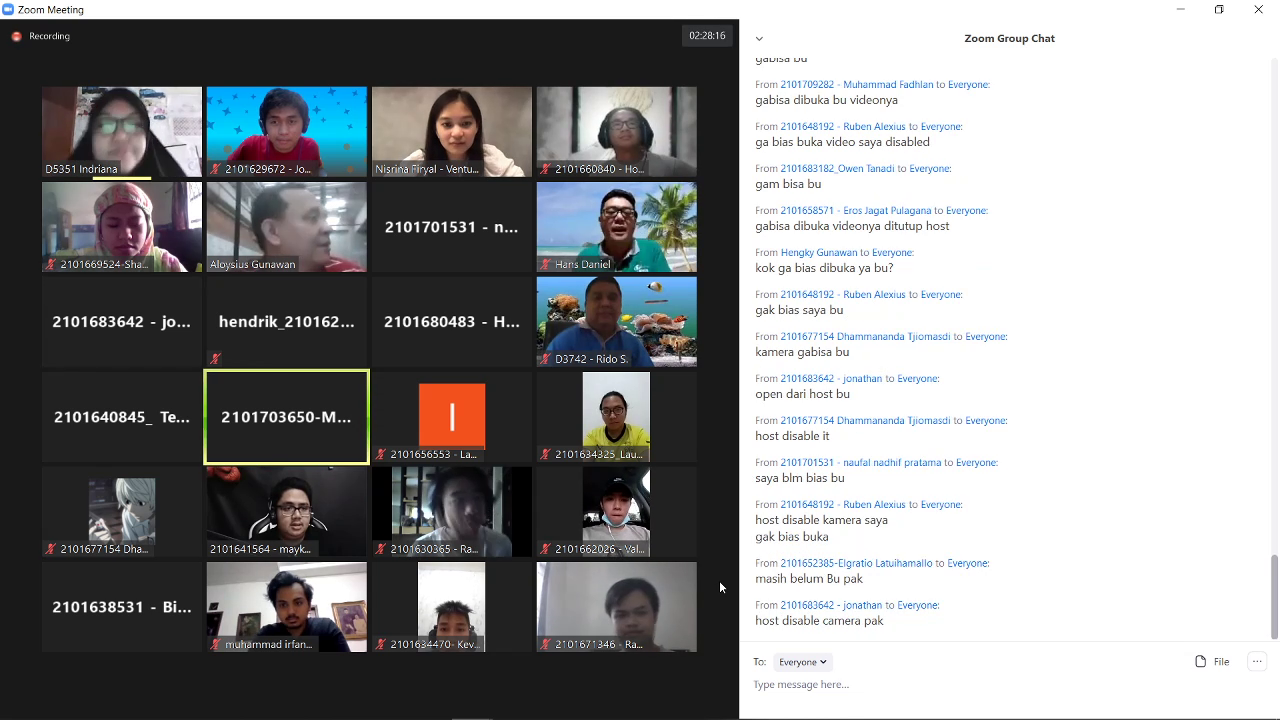 Zoom Meeting
Recording
02:28:16
D5351 Indriana
2101629672 - Jo...
Nisrina Firyal - Ventu...
2101660840 - Ho...
2101669524-Sha...
Aloysius Gunawan
2101701531 - n...
Hans Daniel
2101683642 - jo...
hendrik_210162...
2101680483 - H...
D3742 - Rido S.
2101640845_ Te...
2101703650-M...
I
2101656553 - La...
2101634325_Lau...
2101677154 Dha...
2101641564 - mayk...
2101630365 - Ra...
2101662026 - Val...
2101638531 - Bi...
muhammad irfan...
2101634470- Kev...
2101671346 - Ra...
Zoom Group Chat
gabisa bu
From 2101709282 - Muhammad Fadhlan to Everyone:
gabisa dibuka bu videonya
From 2101648192 - Ruben Alexius to Everyone:
ga bias buka video saya disabled
From 2101683182_Owen Tanadi to Everyone:
gam bisa bu
From 2101658571 - Eros Jagat Pulagana to Everyone:
gabisa dibuka videonya ditutup host
From Hengky Gunawan to Everyone:
kok ga bias dibuka ya bu?
From 2101648192 - Ruben Alexius to Everyone:
gak bias saya bu
From 2101677154 Dhammananda Tjiomasdi to Everyone:
kamera gabisa bu
From 2101683642 - jonathan to Everyone:
open dari host bu
From 2101677154 Dhammananda Tjiomasdi to Everyone:
host disable it
From 2101701531 - naufal nadhif pratama to Everyone:
saya blm bias bu
From 2101648192 - Ruben Alexius to Everyone:
host disable kamera saya
gak bias buka
From 2101652385-Elgratio Latuihamallo to Everyone:
masih belum Bu pak
From 2101683642 - jonathan to Everyone:
host disable camera pak
To: Everyone
File
Type message here...